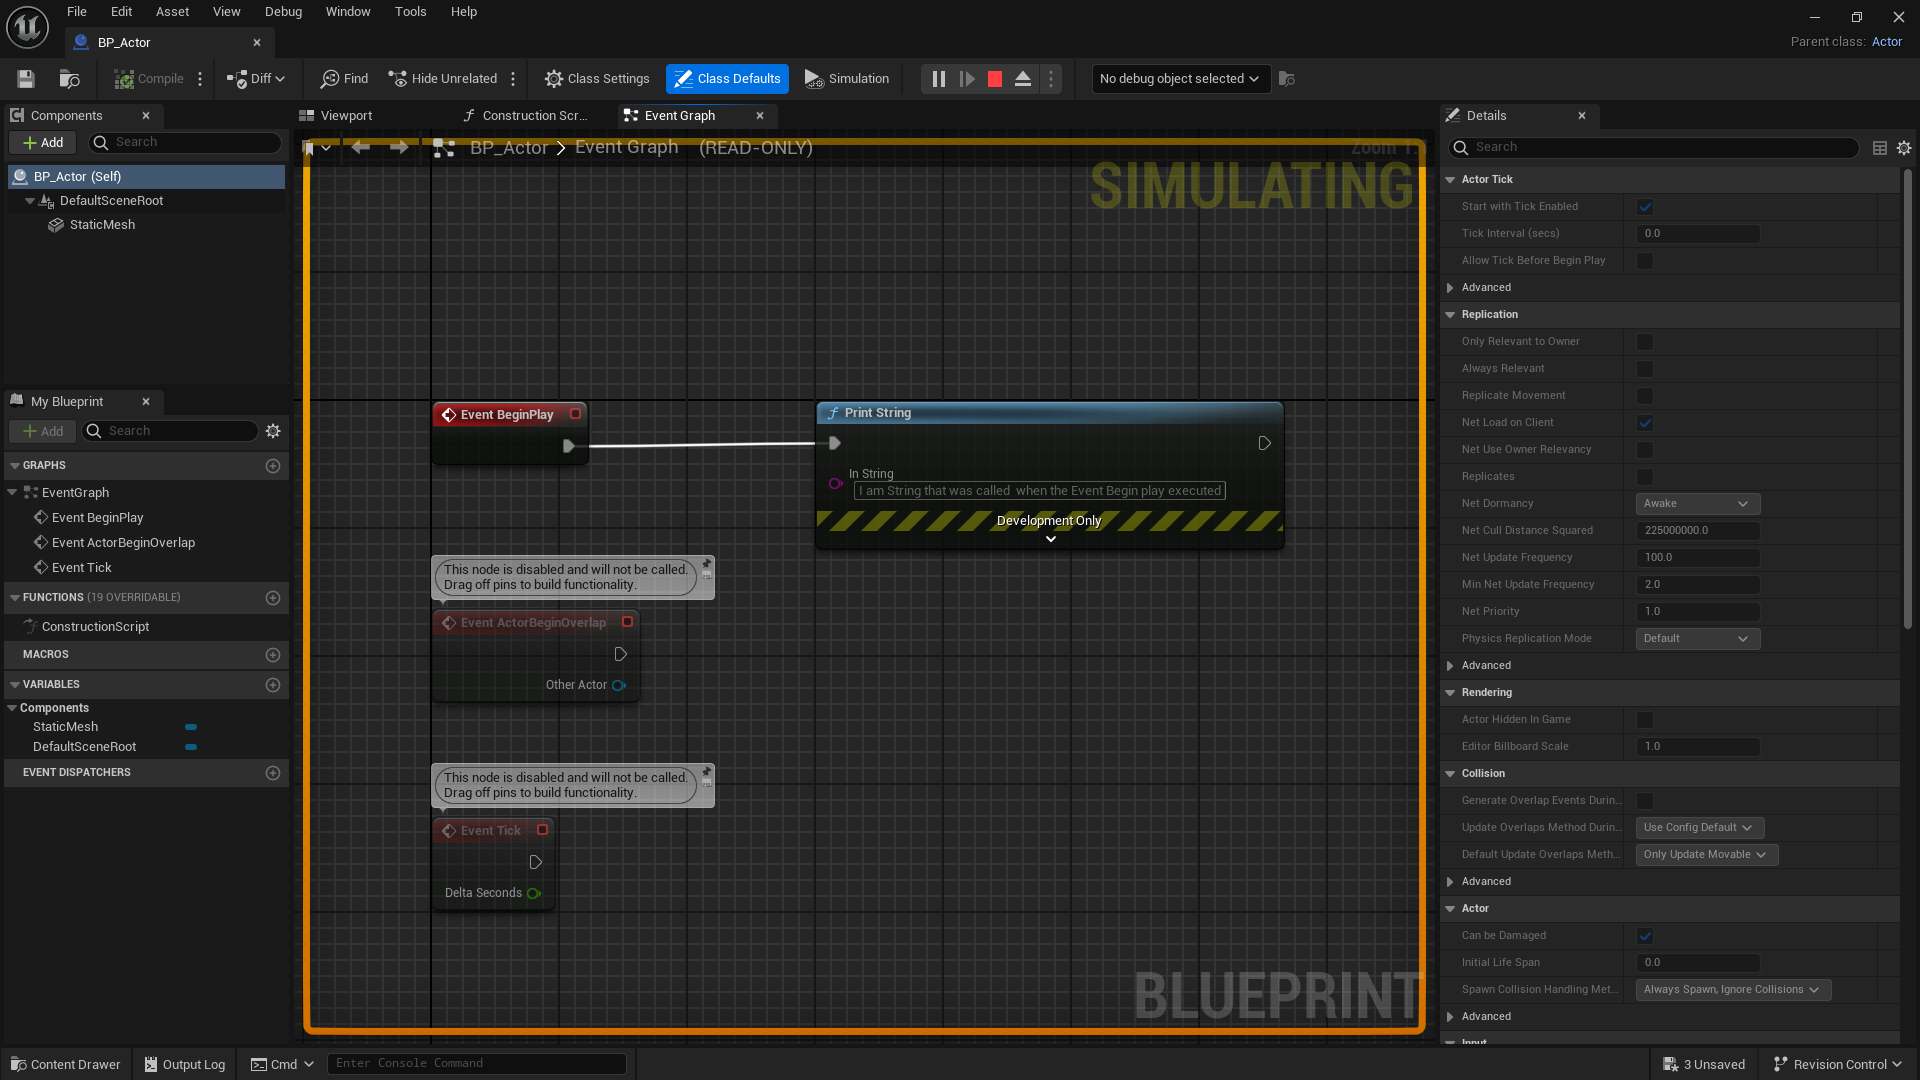 File Edit Asset View Debug Window Tools Help
BP_Actor
Parent class: Actor
Compile Diff Find Hide Unrelated Class Settings Class Defaults Simulation No debug object selected
Components
Add Search
BP_Actor (Self)
DefaultSceneRoot
StaticMesh
My Blueprint
Add Search
GRAPHS
EventGraph
Event BeginPlay
Event ActorBeginOverlap
Event Tick
FUNCTIONS (19 OVERRIDABLE)
ConstructionScript
MACROS
VARIABLES
Components
StaticMesh
DefaultSceneRoot
EVENT DISPATCHERS
Viewport Construction Scr... Event Graph
BP_Actor > Event Graph (READ-ONLY)
SIMULATING
Event BeginPlay
Print String
In String
I am String that was called when the Event Begin play executed
Development Only
This node is disabled and will not be called.
Drag off pins to build functionality.
Event ActorBeginOverlap
Other Actor
This node is disabled and will not be called.
Drag off pins to build functionality.
Event Tick
Delta Seconds
BLUEPRINT
Details
Search
Actor Tick
Start with Tick Enabled
Tick Interval (secs) 0.0
Allow Tick Before Begin Play
Advanced
Replication
Only Relevant to Owner
Always Relevant
Replicate Movement
Net Load on Client
Net Use Owner Relevancy
Replicates
Net Dormancy Awake
Net Cull Distance Squared 225000000.0
Net Update Frequency 100.0
Min Net Update Frequency 2.0
Net Priority 1.0
Physics Replication Mode Default
Advanced
Rendering
Actor Hidden In Game
Editor Billboard Scale 1.0
Collision
Generate Overlap Events Durin...
Update Overlaps Method Durin... Use Config Default
Default Update Overlaps Meth... Only Update Movable
Advanced
Actor
Can be Damaged
Initial Life Span 0.0
Spawn Collision Handling Met... Always Spawn, Ignore Collisions
Advanced
Input
Content Drawer Output Log Cmd Enter Console Command 3 Unsaved Revision Control